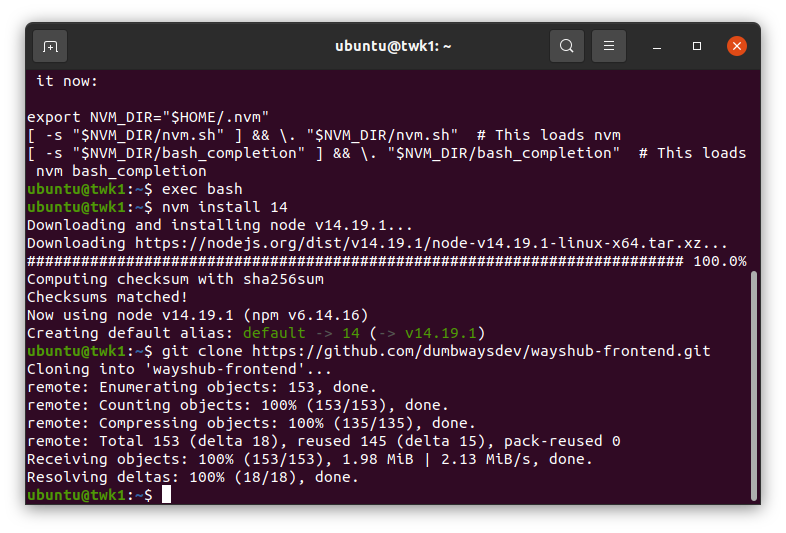 ubuntu@twk1: ~
it now:
export NVM_DIR="$HOME/.nvm"
[ -s "$NVM_DIR/nvm.sh" ] && \. "$NVM_DIR/nvm.sh"  # This loads nvm
[ -s "$NVM_DIR/bash_completion" ] && \. "$NVM_DIR/bash_completion"  # This loads
 nvm bash_completion
ubuntu@twk1:~$ exec bash
ubuntu@twk1:~$ nvm install 14
Downloading and installing node v14.19.1...
Downloading https://nodejs.org/dist/v14.19.1/node-v14.19.1-linux-x64.tar.xz...
######################################################################### 100.0%
Computing checksum with sha256sum
Checksums matched!
Now using node v14.19.1 (npm v6.14.16)
Creating default alias: default -> 14 (-> v14.19.1)
ubuntu@twk1:~$ git clone https://github.com/dumbwaysdev/wayshub-frontend.git
Cloning into 'wayshub-frontend'...
remote: Enumerating objects: 153, done.
remote: Counting objects: 100% (153/153), done.
remote: Compressing objects: 100% (135/135), done.
remote: Total 153 (delta 18), reused 145 (delta 15), pack-reused 0
Receiving objects: 100% (153/153), 1.98 MiB | 2.13 MiB/s, done.
Resolving deltas: 100% (18/18), done.
ubuntu@twk1:~$